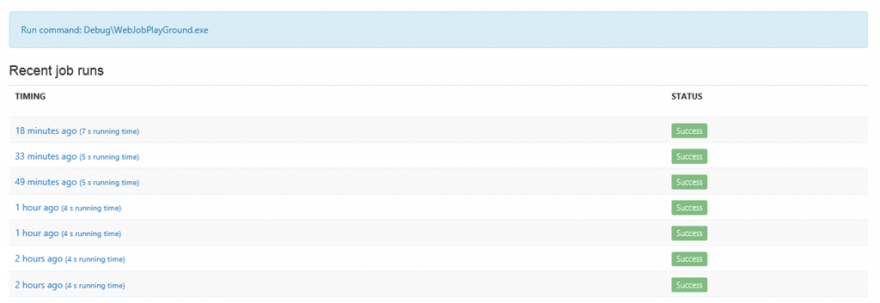 Run command: Debug\WebJobPlayGround.exe
Recent job runs
TIMING STATUS
18 minutes ago (7 s running time) Success
33 minutes ago (5 s running time) Success
49 minutes ago (5 s running time) Success
1 hour ago (4 s running time) Success
1 hour ago (4 s running time) Success
2 hours ago (4 s running time) Success
2 hours ago (4 s running time) Success